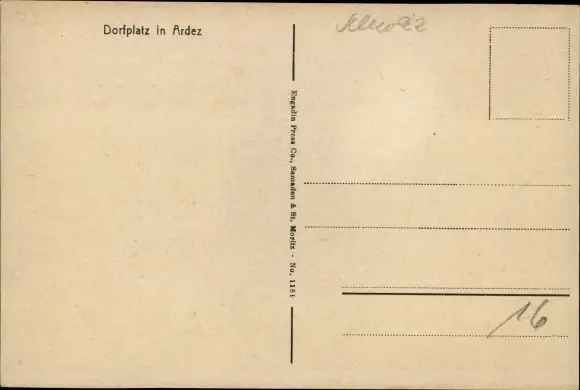 Dorfplatz in Ardez
Engadin Press Co., Samaden & St. Moritz - No. 1181
16